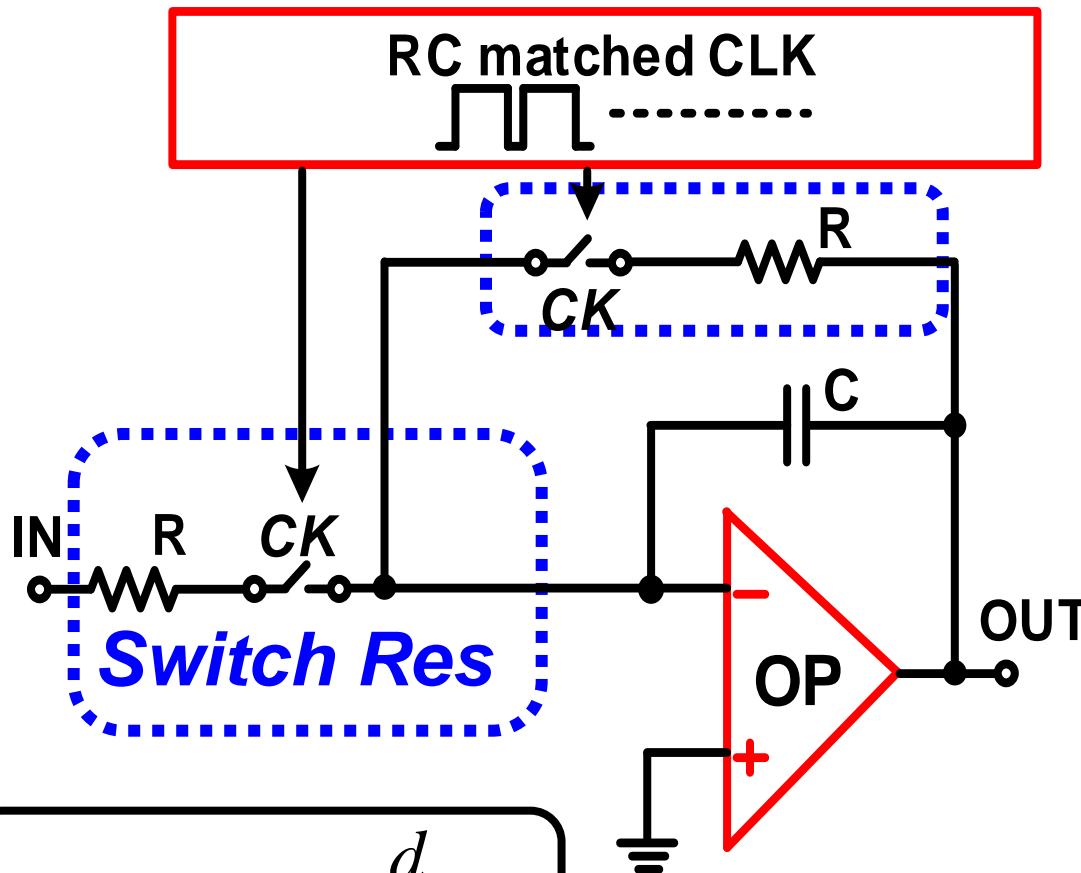 RC matched CLK
R
CK
C
IN
R
CK
Switch Res
−
OP
+
OUT
d